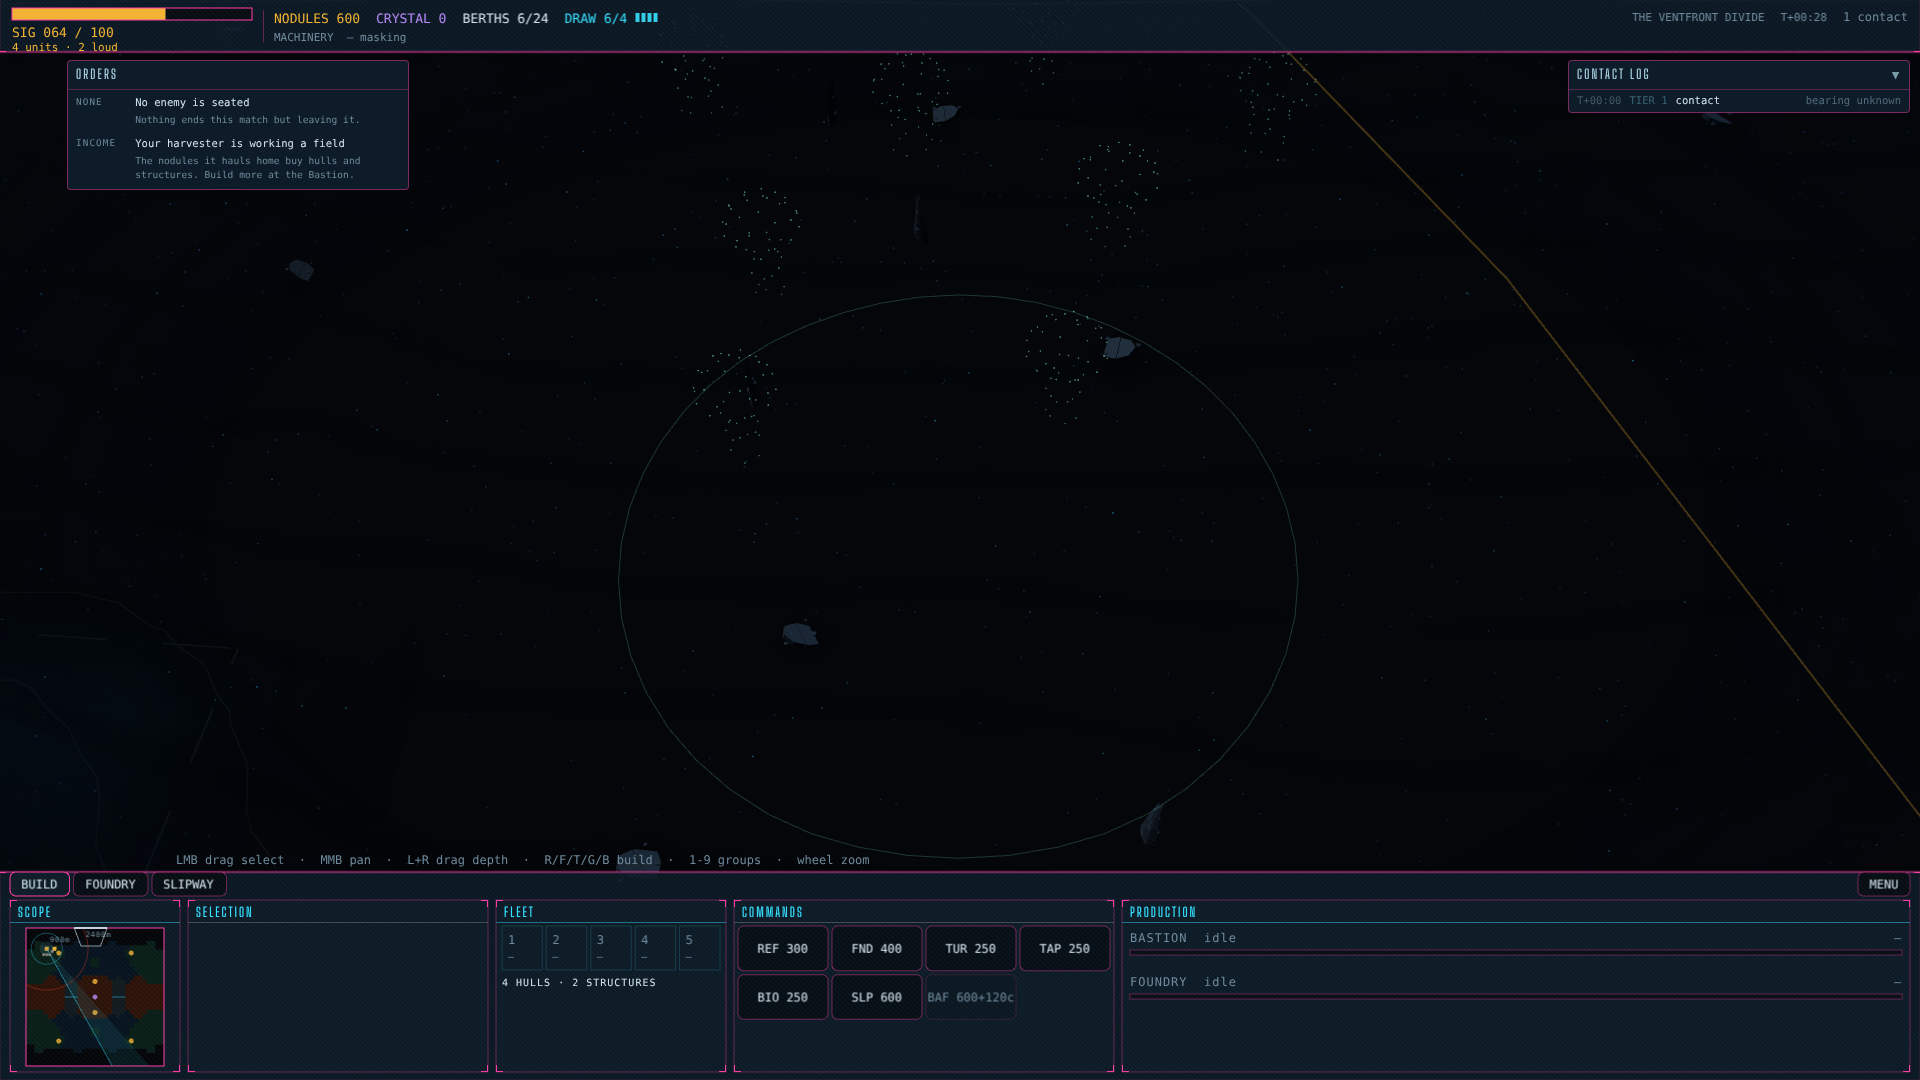 SIG 064 / 100
4 units · 2 loud
NODULES 600 CRYSTAL 0 BERTHS 6/24 DRAW 6/4
MACHINERY — masking
THE VENTFRONT DIVIDE T+00:28 1 contact
ORDERS
NONE No enemy is seated
Nothing ends this match but leaving it.
INCOME Your harvester is working a field
The nodules it hauls home buy hulls and
structures. Build more at the Bastion.
CONTACT LOG ▼
T+00:00 TIER 1 contact bearing unknown
LMB drag select · MMB pan · L+R drag depth · R/F/T/G/B build · 1-9 groups · wheel zoom
BUILD FOUNDRY SLIPWAY MENU
SCOPE
900m 2400m
SELECTION
FLEET
1 2 3 4 5
— — — — —
4 HULLS · 2 STRUCTURES
COMMANDS
REF 300 FND 400 TUR 250 TAP 250
BIO 250 SLP 600 BAF 600+120c
PRODUCTION
BASTION idle —
FOUNDRY idle —